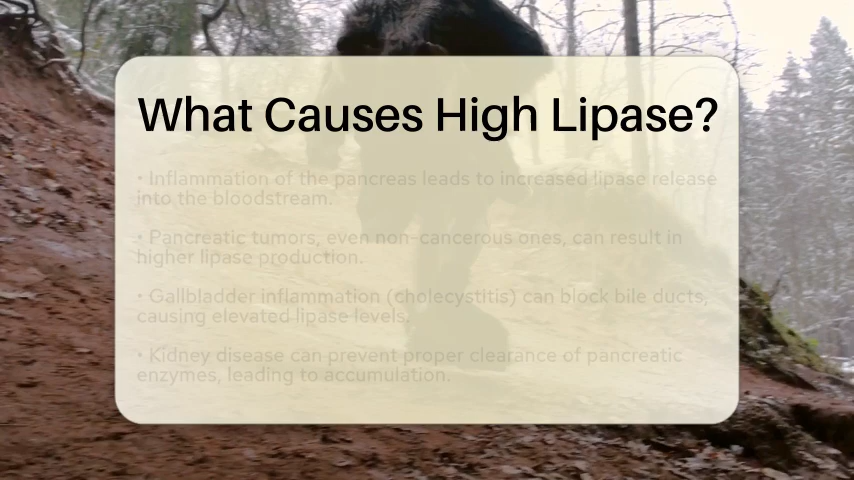 What Causes High Lipase?
• Inflammation of the pancreas leads to increased lipase release
into the bloodstream.
• Pancreatic tumors, even non-cancerous ones, can result in
higher lipase production.
• Gallbladder inflammation (cholecystitis) can block bile ducts,
causing elevated lipase levels.
• Kidney disease can prevent proper clearance of pancreatic
enzymes, leading to accumulation.